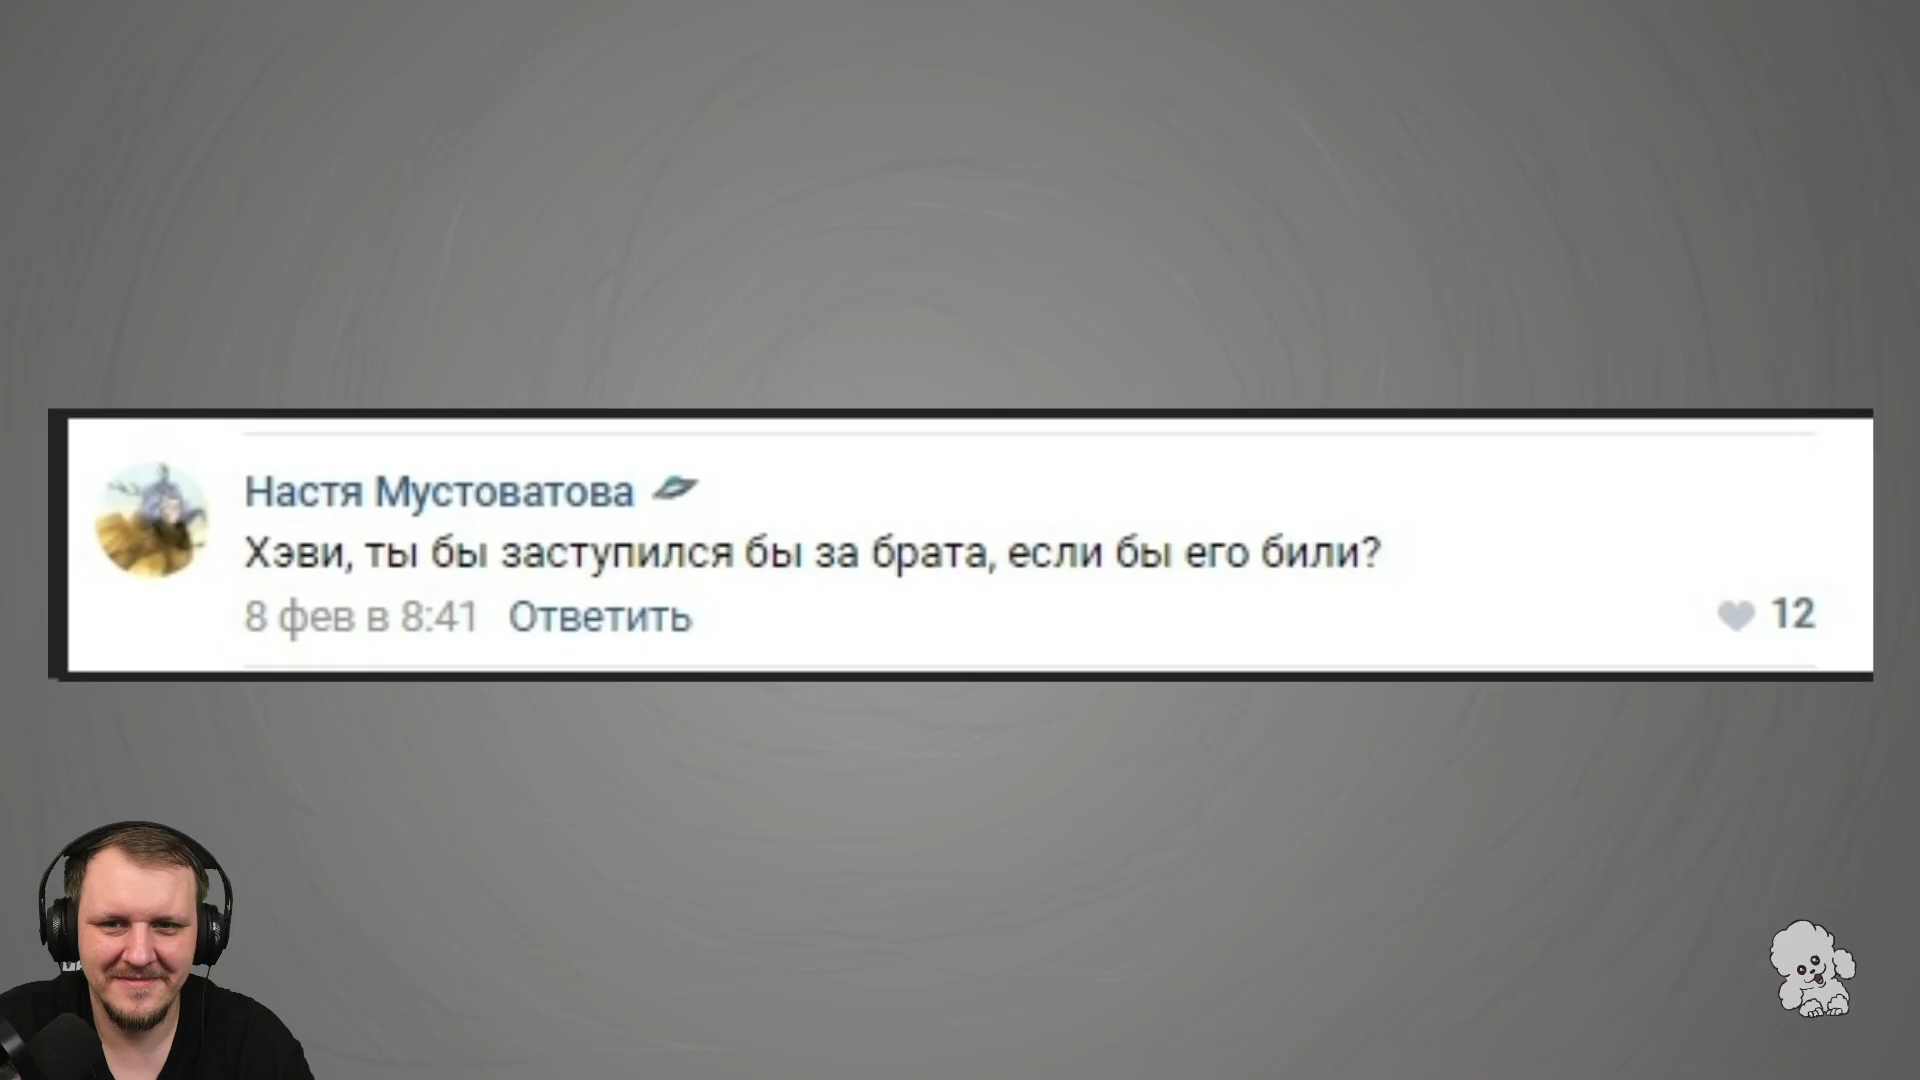 Настя Мустоватова
Хэви, ты бы заступился бы за брата, если бы его били?
8 фев в 8:41 Ответить
12